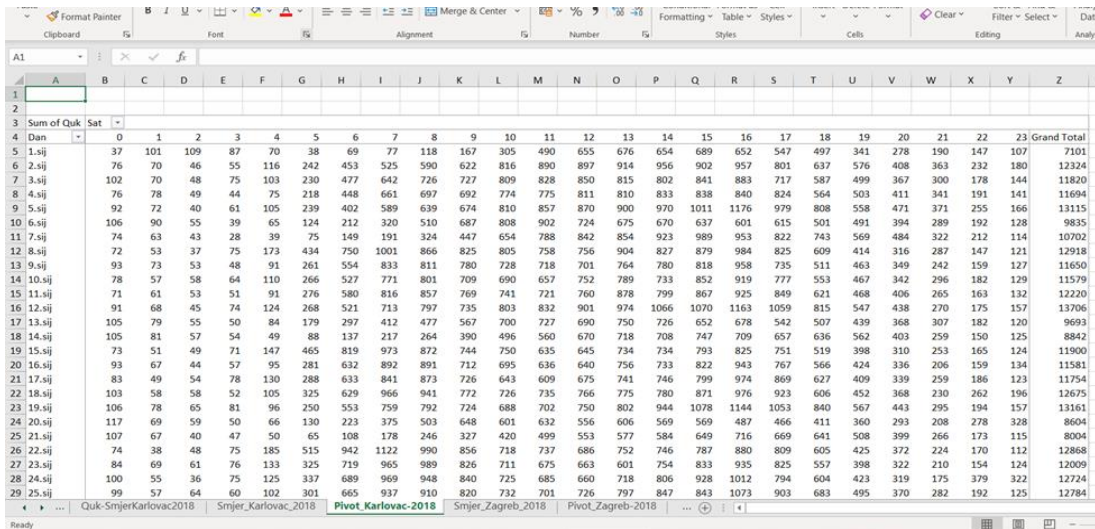 Format Painter B I U A Merge & Center % Formatting Table Styles Clear Filter Select
Clipboard Font Alignment Number Styles Cells Editing Analy
A1 fx
A B C D E F G H I J K L M N O P Q R S T U V W X Y Z
1
2
3 Sum of Quk Sat
4 Dan 0 1 2 3 4 5 6 7 8 9 10 11 12 13 14 15 16 17 18 19 20 21 22 23 Grand Total
5 1.sij 37 101 109 87 70 38 69 77 118 167 305 490 655 676 654 689 652 547 497 341 278 190 147 107 7101
6 2.sij 76 70 46 55 116 242 453 525 590 622 816 890 897 914 956 902 957 801 637 576 408 363 232 180 12324
7 3.sij 102 70 48 75 103 230 477 642 726 727 809 828 850 815 802 841 883 717 587 499 367 300 178 144 11820
8 4.sij 76 78 49 44 75 218 448 661 697 692 774 775 811 810 833 838 840 824 564 503 411 341 191 141 11694
9 5.sij 92 72 40 61 105 239 402 589 639 674 810 857 870 900 970 1011 1176 979 808 558 471 371 255 166 13115
10 6.sij 106 90 55 39 65 124 212 320 510 687 808 902 724 675 670 637 601 615 501 491 394 289 192 128 9835
11 7.sij 74 63 43 28 39 75 149 191 324 447 654 788 842 854 923 989 953 822 743 569 484 322 212 114 10702
12 8.sij 72 53 37 75 173 434 750 1001 866 825 805 758 756 904 827 879 984 825 609 414 316 287 147 121 12918
13 9.sij 93 73 53 48 91 261 554 833 811 780 728 718 701 764 780 818 958 735 511 463 349 242 159 127 11650
14 10.sij 78 57 58 64 110 266 527 771 801 709 690 657 752 789 733 852 919 777 553 467 342 296 182 129 11579
15 11.sij 71 61 53 51 91 276 580 816 857 769 741 721 760 878 799 867 925 849 621 468 406 265 163 132 12220
16 12.sij 91 68 45 74 124 268 521 713 797 735 803 832 901 974 1066 1070 1163 1059 815 547 438 270 175 157 13706
17 13.sij 105 79 55 50 84 179 297 412 477 567 700 727 690 750 726 652 678 542 507 439 368 307 182 120 9693
18 14.sij 105 81 57 54 49 88 137 217 264 390 496 560 670 718 708 747 709 657 636 562 403 259 150 125 8842
19 15.sij 73 51 49 71 147 465 819 973 872 744 750 635 645 734 734 793 825 751 519 398 310 253 165 124 11900
20 16.sij 93 67 44 57 95 281 632 892 891 712 695 636 640 756 733 822 943 767 566 424 336 206 159 134 11581
21 17.sij 83 49 54 78 130 288 633 841 873 726 643 609 675 741 746 799 974 869 627 409 339 259 186 123 11754
22 18.sij 103 58 58 52 105 325 629 966 941 772 726 735 766 775 780 871 976 923 606 452 368 230 262 196 12675
23 19.sij 106 78 65 81 96 250 553 759 792 724 688 702 750 802 944 1078 1144 1053 840 567 443 295 194 157 13161
24 20.sij 117 69 59 50 66 130 223 375 503 648 601 632 556 606 569 569 487 466 411 360 293 208 278 328 8604
25 21.sij 107 67 40 47 50 65 108 178 246 327 420 499 553 577 584 649 716 669 641 508 399 266 173 115 8004
26 22.sij 74 38 48 75 185 515 942 1122 990 856 718 737 686 752 746 787 880 809 605 425 372 224 170 112 12868
27 23.sij 84 69 61 76 133 325 719 965 989 826 711 675 663 601 754 833 935 825 557 398 322 210 154 124 12009
28 24.sij 100 55 36 75 125 337 689 969 948 840 725 685 660 718 806 928 1012 794 604 423 319 175 379 322 12724
29 25.sij 99 57 64 60 102 301 665 937 910 820 732 701 726 797 847 843 1073 903 683 495 370 282 192 125 12784
... Quk-SmjerKarlovac2018 Smjer_Karlovac_2018 Pivot_Karlovac-2018 Smjer_Zagreb_2018 Pivot_Zagreb-2018 ...
Ready